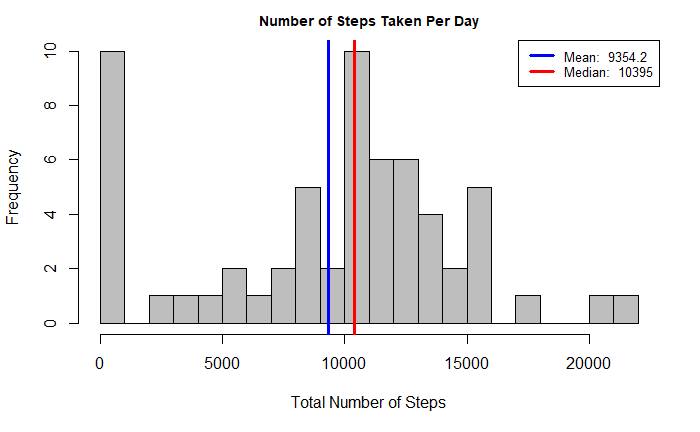 Number of Steps Taken Per Day
Mean: 9354.2
Median: 10395
Frequency
10
8
6
4
2
0
0
5000
10000
15000
20000
Total Number of Steps